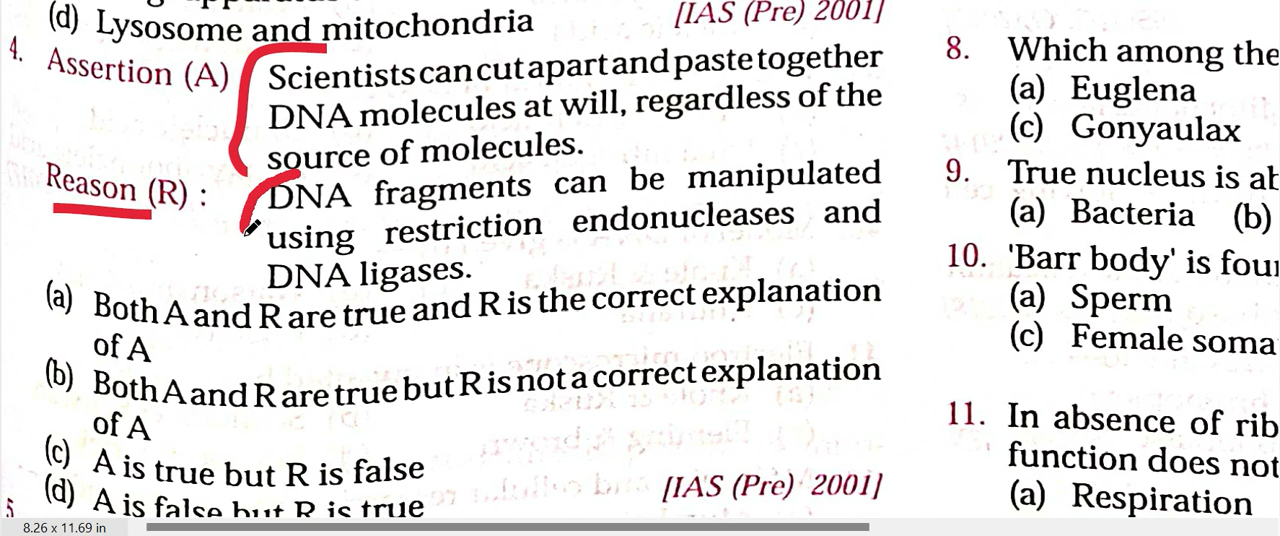 (d) Lysosome and mitochondria [IAS (Pre) 2001]
4. Assertion (A) Scientists can cut apart and paste together
DNA molecules at will, regardless of the
source of molecules.
Reason (R) : DNA fragments can be manipulated
using restriction endonucleases and
DNA ligases.
(a) Both A and R are true and R is the correct explanation
of A
(b) Both A and R are true but R is not a correct explanation
of A
(c) A is true but R is false
(d) A is false but R is true [IAS (Pre) 2001]
5
8. Which among the
(a) Euglena
(c) Gonyaulax
9. True nucleus is
(a) Bacteria (b)
10. 'Barr body' is
(a) Sperm
(c) Female
11. In absence of
function does not
(a) Respiration
8.26 x 11.69 in